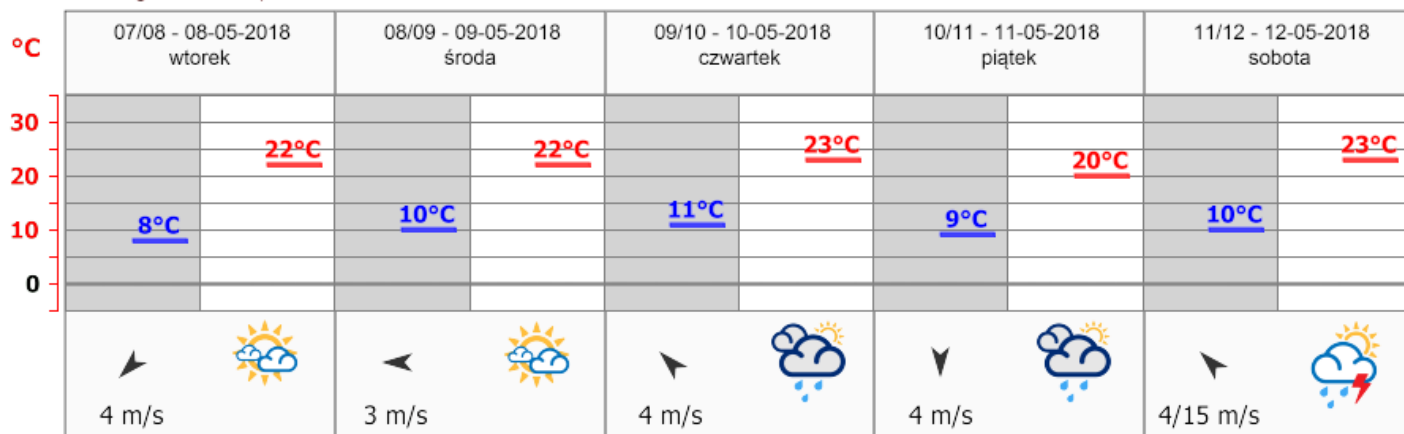 07/08 - 08-05-2018
wtorek
08/09 - 09-05-2018
środa
09/10 - 10-05-2018
czwartek
10/11 - 11-05-2018
piątek
11/12 - 12-05-2018
sobota
°C
30
20
10
0
8°C
22°C
10°C
22°C
11°C
23°C
9°C
20°C
10°C
23°C
4 m/s
3 m/s
4 m/s
4 m/s
4/15 m/s